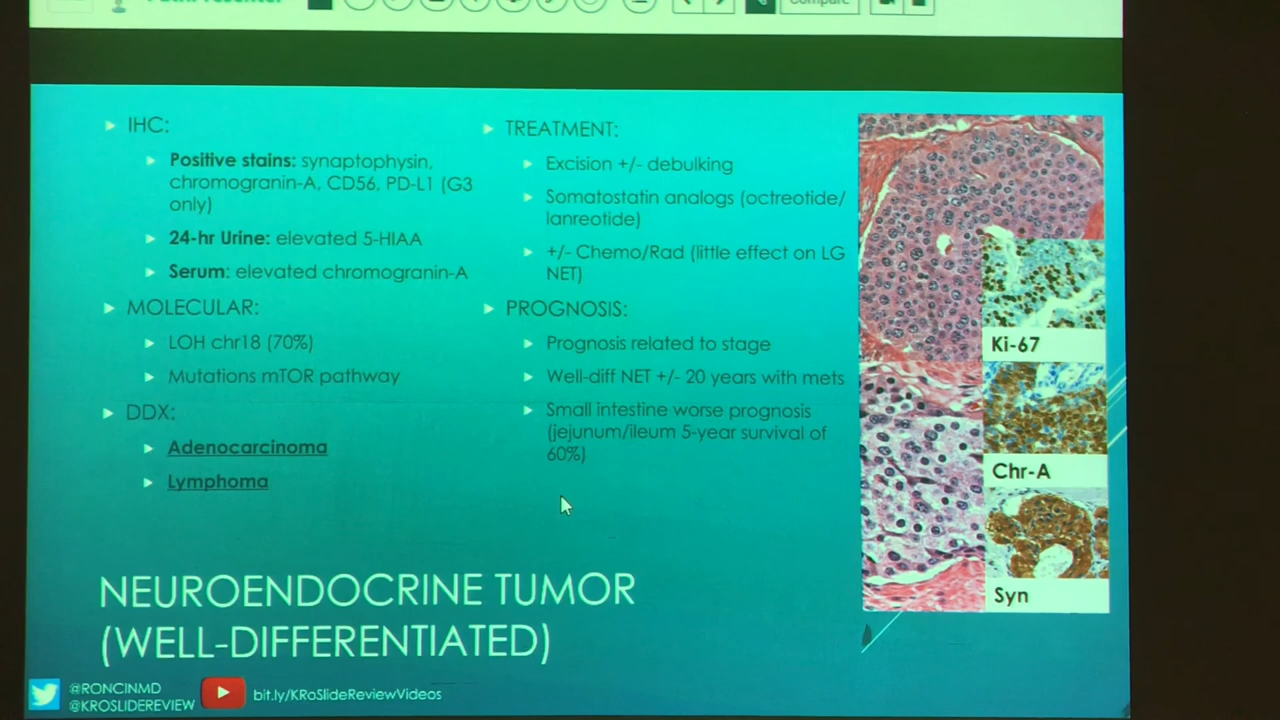 PathPresenter
Compare
IHC:
Positive stains: synaptophysin,
chromogranin-A, CD56, PD-L1 (G3
only)
24-hr Urine: elevated 5-HIAA
Serum: elevated chromogranin-A
MOLECULAR:
LOH chr18 (70%)
Mutations mTOR pathway
DDX:
Adenocarcinoma
Lymphoma
TREATMENT:
Excision +/- debulking
Somatostatin analogs (octreotide/
lanreotide)
+/- Chemo/Rad (little effect on LG
NET)
PROGNOSIS:
Prognosis related to stage
Well-diff NET +/- 20 years with mets
Small intestine worse prognosis
(jejunum/ileum 5-year survival of
60%)
Ki-67
Chr-A
Syn
NEUROENDOCRINE TUMOR
(WELL-DIFFERENTIATED)
@RONCINMD
@KROSLIDEREVIEW
bit.ly/KRoSlideReviewVideos